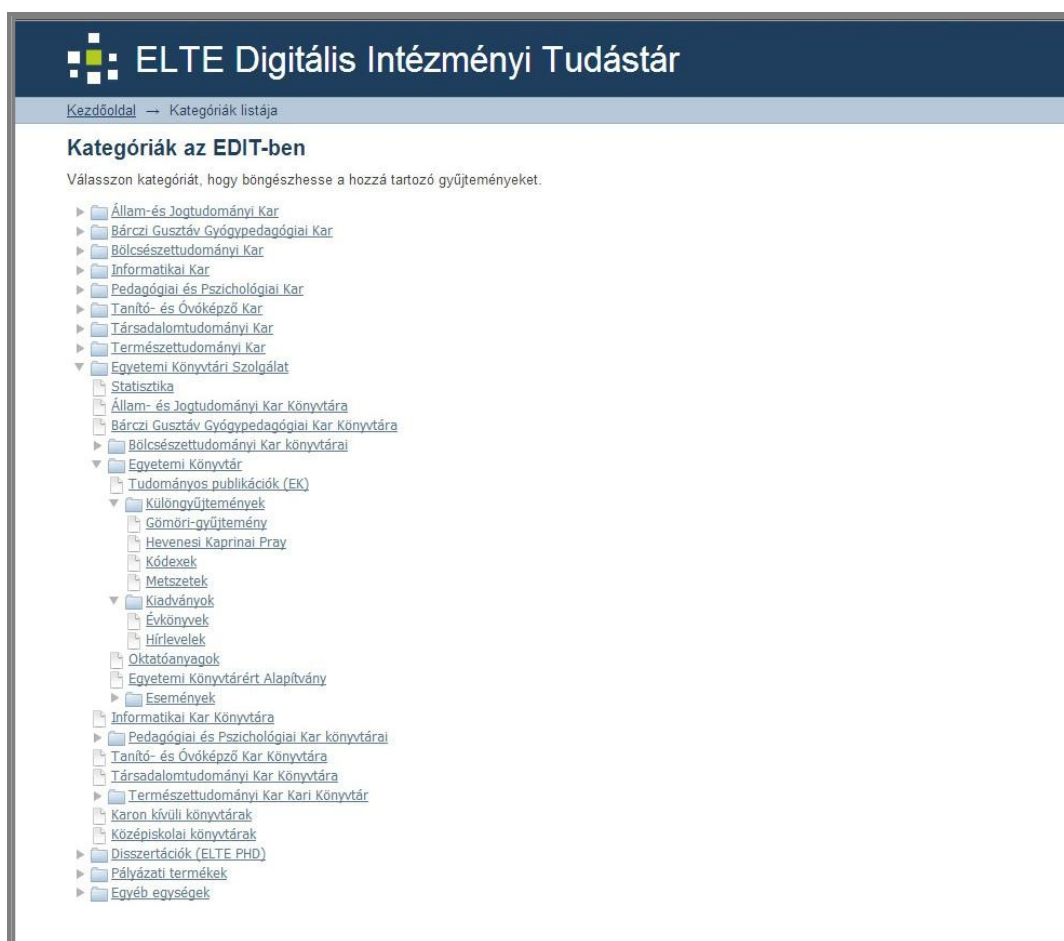 ELTE Digitális Intézményi Tudástár
Kezdőoldal → Kategóriák listája
Kategóriák az EDIT-ben
Válasszon kategóriát, hogy böngészhesse a hozzá tartozó gyűjteményeket.
Állam-és Jogtudományi Kar
Bárczi Gusztáv Gyógypedagógiai Kar
Bölcsészettudományi Kar
Informatikai Kar
Pedagógiai és Pszichológiai Kar
Tanító- és Óvóképző Kar
Társadalomtudományi Kar
Természettudományi Kar
Egyetemi Könyvtári Szolgálat
Statisztika
Állam- és Jogtudományi Kar Könyvtára
Bárczi Gusztáv Gyógypedagógiai Kar Könyvtára
Bölcsészettudományi Kar könyvtárai
Egyetemi Könyvtár
Tudományos publikációk (EK)
Különgyűjtemények
Gömöri-gyűjtemény
Hevenesi Kaprinai Pray
Kódexek
Metszetek
Kiadványok
Évkönyvek
Hírlevelek
Oktatóanyagok
Egyetemi Könyvtárért Alapítvány
Események
Informatikai Kar Könyvtára
Pedagógiai és Pszichológiai Kar könyvtárai
Tanító- és Óvóképző Kar Könyvtára
Társadalomtudományi Kar Könyvtára
Természettudományi Kar Kari Könyvtár
Karon kívüli könyvtárak
Középiskolai könyvtárak
Disszertációk (ELTE PHD)
Pályázati termékek
Egyéb egységek